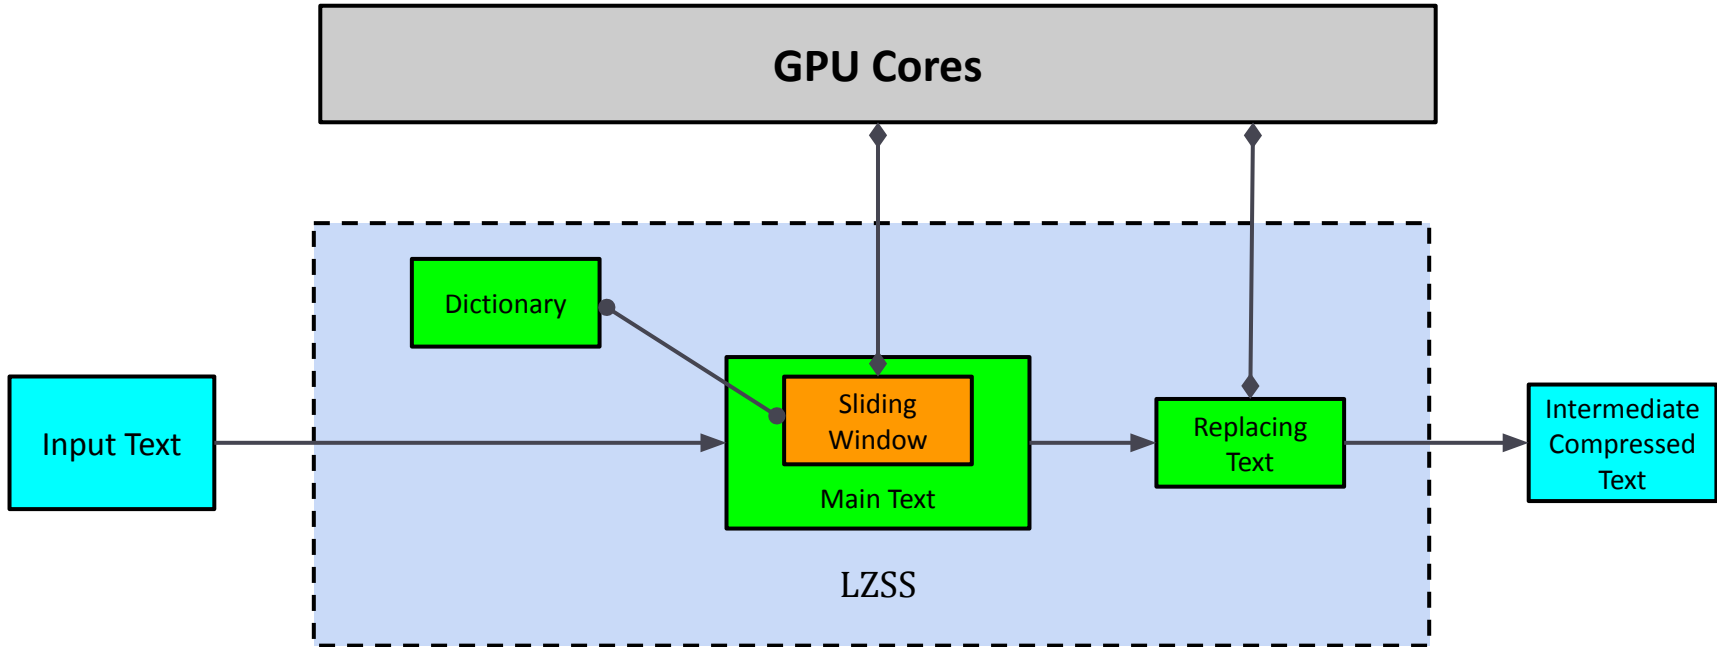 GPU Cores
Dictionary
Input Text
Sliding
Window
Main Text
Replacing
Text
Intermediate
Compressed
Text
LZSS